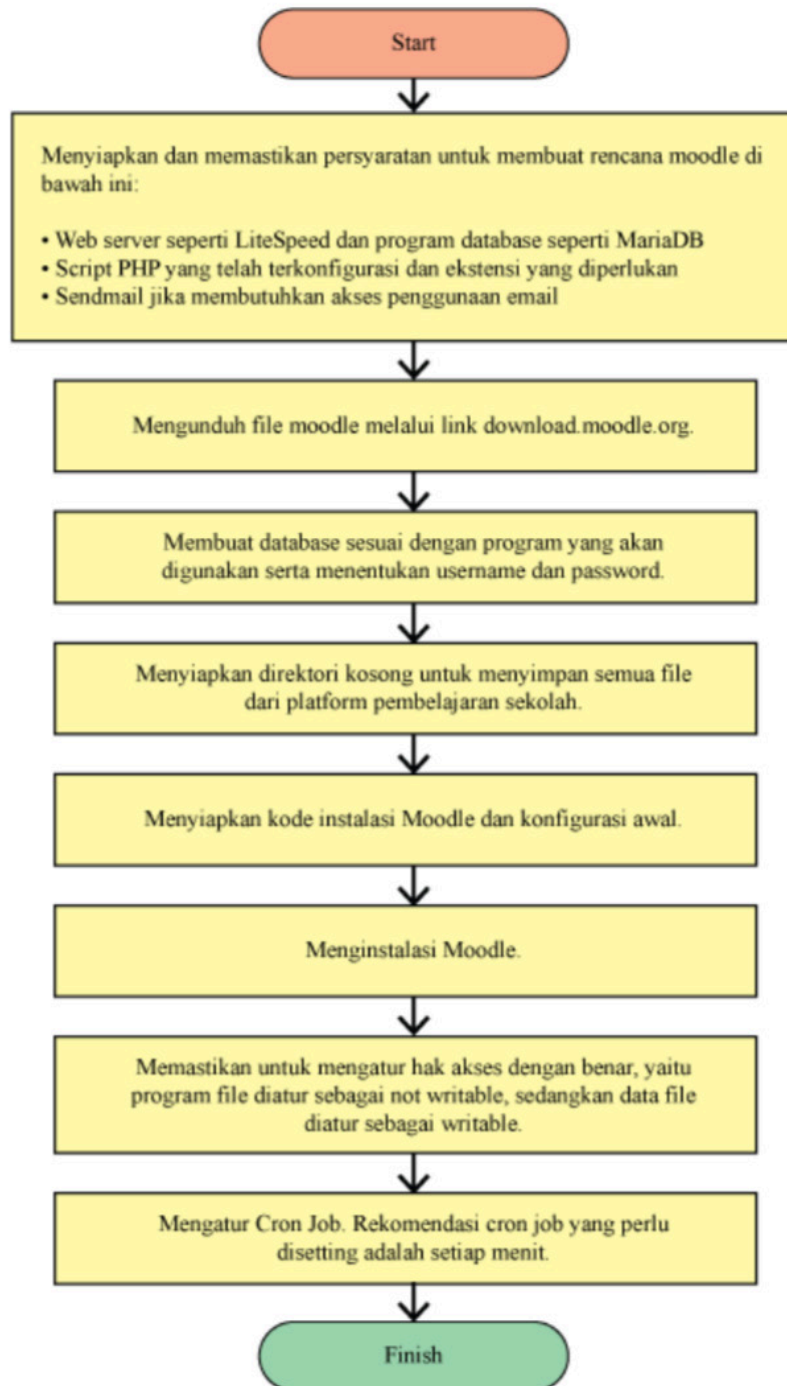 Start
Menyiapkan dan memastikan persyaratan untuk membuat rencana moodle di
bawah ini:
• Web server seperti LiteSpeed dan program database seperti MariaDB
• Script PHP yang telah terkonfigurasi dan ekstensi yang diperlukan
• Sendmail jika membutuhkan akses penggunaan email
Mengunduh file moodle melalui link download.moodle.org.
Membuat database sesuai dengan program yang akan
digunakan serta menentukan username dan password.
Menyiapkan direktori kosong untuk menyimpan semua file
dari platform pembelajaran sekolah.
Menyiapkan kode instalasi Moodle dan konfigurasi awal.
Menginstalasi Moodle.
Memastikan untuk mengatur hak akses dengan benar, yaitu
program file diatur sebagai not writable, sedangkan data file
diatur sebagai writable.
Mengatur Cron Job. Rekomendasi cron job yang perlu
disetting adalah setiap menit.
Finish